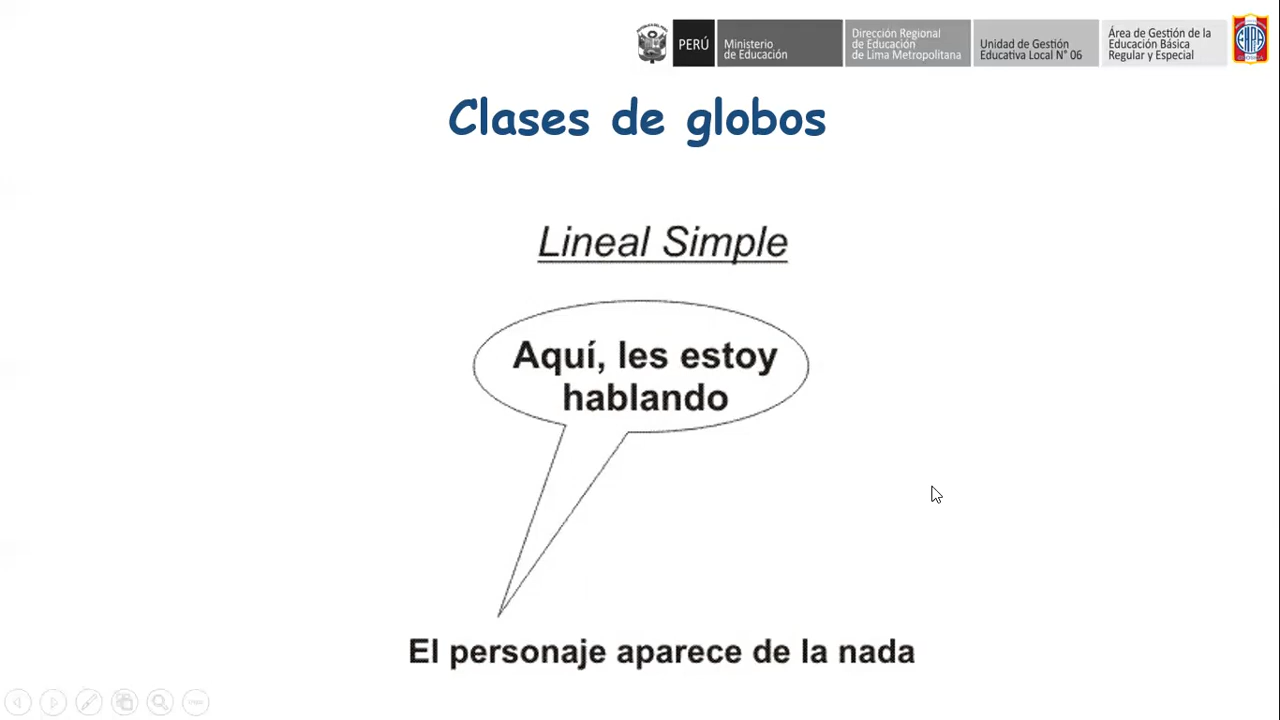 PERÚ
Ministerio
de Educación
Dirección Regional
de Educación
de Lima Metropolitana
Unidad de Gestión
Educativa Local N° 06
Área de Gestión de la
Educación Básica
Regular y Especial
Clases de globos
Lineal Simple
Aquí, les estoy
hablando
El personaje aparece de la nada